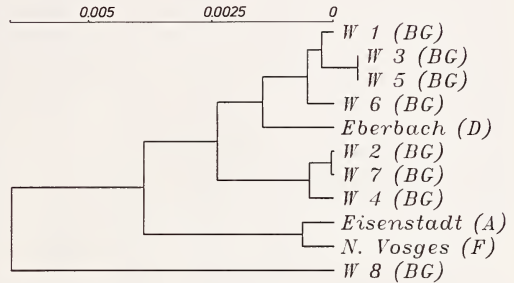 0.005 0.0025 0
W 1 (BG)
W 3 (BG)
W 5 (BG)
W 6 (BG)
Eberbach (D)
W 2 (BG)
W 7 (BG)
W 4 (BG)
Eisenstadt (A)
N. Vosges (F)
W 8 (BG)